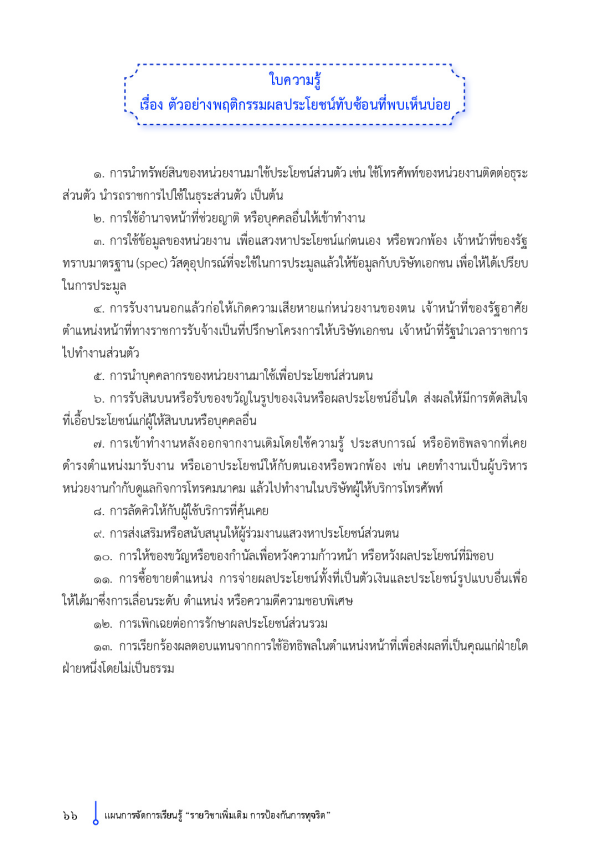 ใบความรู้
เรื่อง ตัวอย่างพฤติกรรมผลประโยชน์ทับซ้อนที่พบเห็นบ่อย
๑. การนำทรัพย์สินของหน่วยงานมาใช้ประโยชน์ส่วนตัว เช่น ใช้โทรศัพท์ของหน่วยงานติดต่อธุระ
ส่วนตัว นำรถราชการไปใช้ในธุระส่วนตัว เป็นต้น
๒. การใช้อำนาจหน้าที่ช่วยญาติ หรือบุคคลอื่นให้เข้าทำงาน
๓. การใช้ข้อมูลของหน่วยงาน เพื่อแสวงหาประโยชน์แก่ตนเอง หรือพวกพ้อง เจ้าหน้าที่ของรัฐ
ทราบมาตรฐาน (spec) วัสดุอุปกรณ์ที่จะใช้ในการประมูลแล้วให้ข้อมูลกับบริษัทเอกชน เพื่อให้ได้เปรียบ
ในการประมูล
๔. การรับงานนอกแล้วก่อให้เกิดความเสียหายแก่หน่วยงานของตน เจ้าหน้าที่ของรัฐอาศัย
ตำแหน่งหน้าที่ทางราชการรับจ้างเป็นที่ปรึกษาโครงการให้บริษัทเอกชน เจ้าหน้าที่รัฐนำเวลาราชการ
ไปทำงานส่วนตัว
๕. การนำบุคคลากรของหน่วยงานมาใช้เพื่อประโยชน์ส่วนตน
๖. การรับสินบนหรือรับของขวัญในรูปของเงินหรือผลประโยชน์อื่นใด ส่งผลให้มีการตัดสินใจ
ที่เอื้อประโยชน์แก่ผู้ให้สินบนหรือบุคคลอื่น
๗. การเข้าทำงานหลังออกจากงานเดิมโดยใช้ความรู้ ประสบการณ์ หรืออิทธิพลจากที่เคย
ดำรงตำแหน่งมารับงาน หรือเอาประโยชน์ให้กับตนเองหรือพวกพ้อง เช่น เคยทำงานเป็นผู้บริหาร
หน่วยงานกำกับดูแลกิจการโทรคมนาคม แล้วไปทำงานในบริษัทผู้ให้บริการโทรศัพท์
๘. การลัดคิวให้กับผู้ใช้บริการที่คุ้นเคย
๙. การส่งเสริมหรือสนับสนุนให้ผู้ร่วมงานแสวงหาประโยชน์ส่วนตน
๑๐. การให้ของขวัญหรือของกำนัลเพื่อหวังความก้าวหน้า หรือหวังผลประโยชน์ที่มิชอบ
๑๑. การซื้อขายตำแหน่ง การจ่ายผลประโยชน์ทั้งที่เป็นตัวเงินและประโยชน์รูปแบบอื่นเพื่อ
ให้ได้มาซึ่งการเลื่อนระดับ ตำแหน่ง หรือความดีความชอบพิเศษ
๑๒. การเพิกเฉยต่อการรักษาผลประโยชน์ส่วนรวม
๑๓. การเรียกร้องผลตอบแทนจากการใช้อิทธิพลในตำแหน่งหน้าที่เพื่อส่งผลที่เป็นคุณแก่ฝ่ายใด
ฝ่ายหนึ่งโดยไม่เป็นธรรม
๖๖ แผนการจัดการเรียนรู้ "รายวิชาเพิ่มเติม การป้องกันการทุจริต"